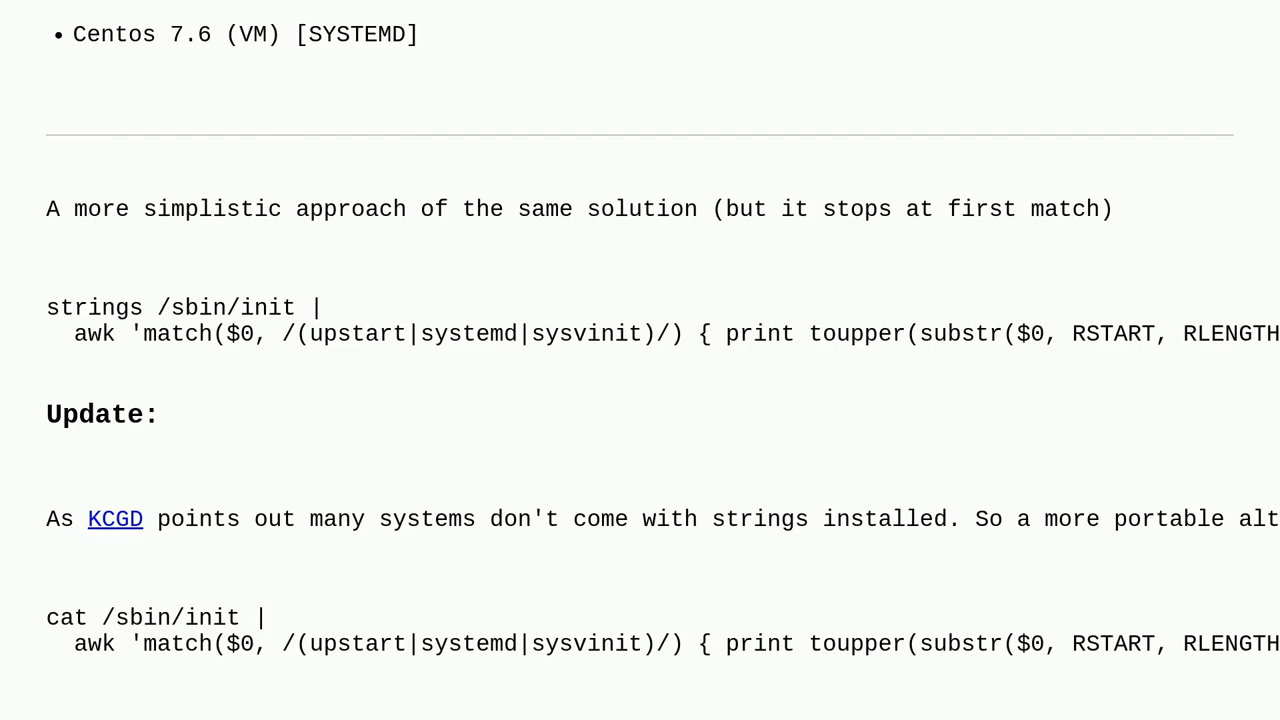 • Centos 7.6 (VM) [SYSTEMD]
A more simplistic approach of the same solution (but it stops at first match)
strings /sbin/init |
  awk 'match($0, /(upstart|systemd|sysvinit)/) { print toupper(substr($0, RSTART, RLENGTH
Update:
As KCGD points out many systems don't come with strings installed. So a more portable alt
cat /sbin/init |
  awk 'match($0, /(upstart|systemd|sysvinit)/) { print toupper(substr($0, RSTART, RLENGTH